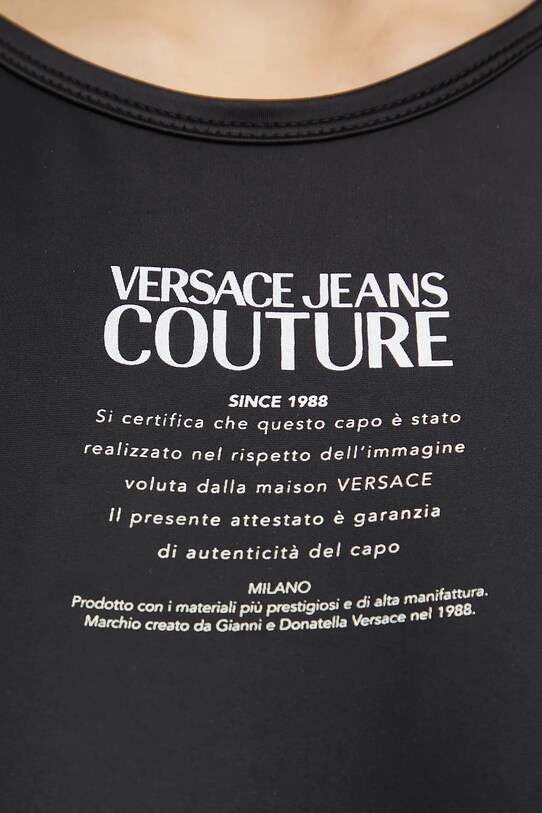 VERSACE JEANS
COUTURE
SINCE 1988
Si certifica che questo capo è stato
realizzato nel rispetto dell'immagine
voluta dalla maison VERSACE
Il presente attestato è garanzia
di autenticità del capo
MILANO
Prodotto con i materiali più prestigiosi e di alta manifattura.
Marchio creato da Gianni e Donatella Versace nel 1988.